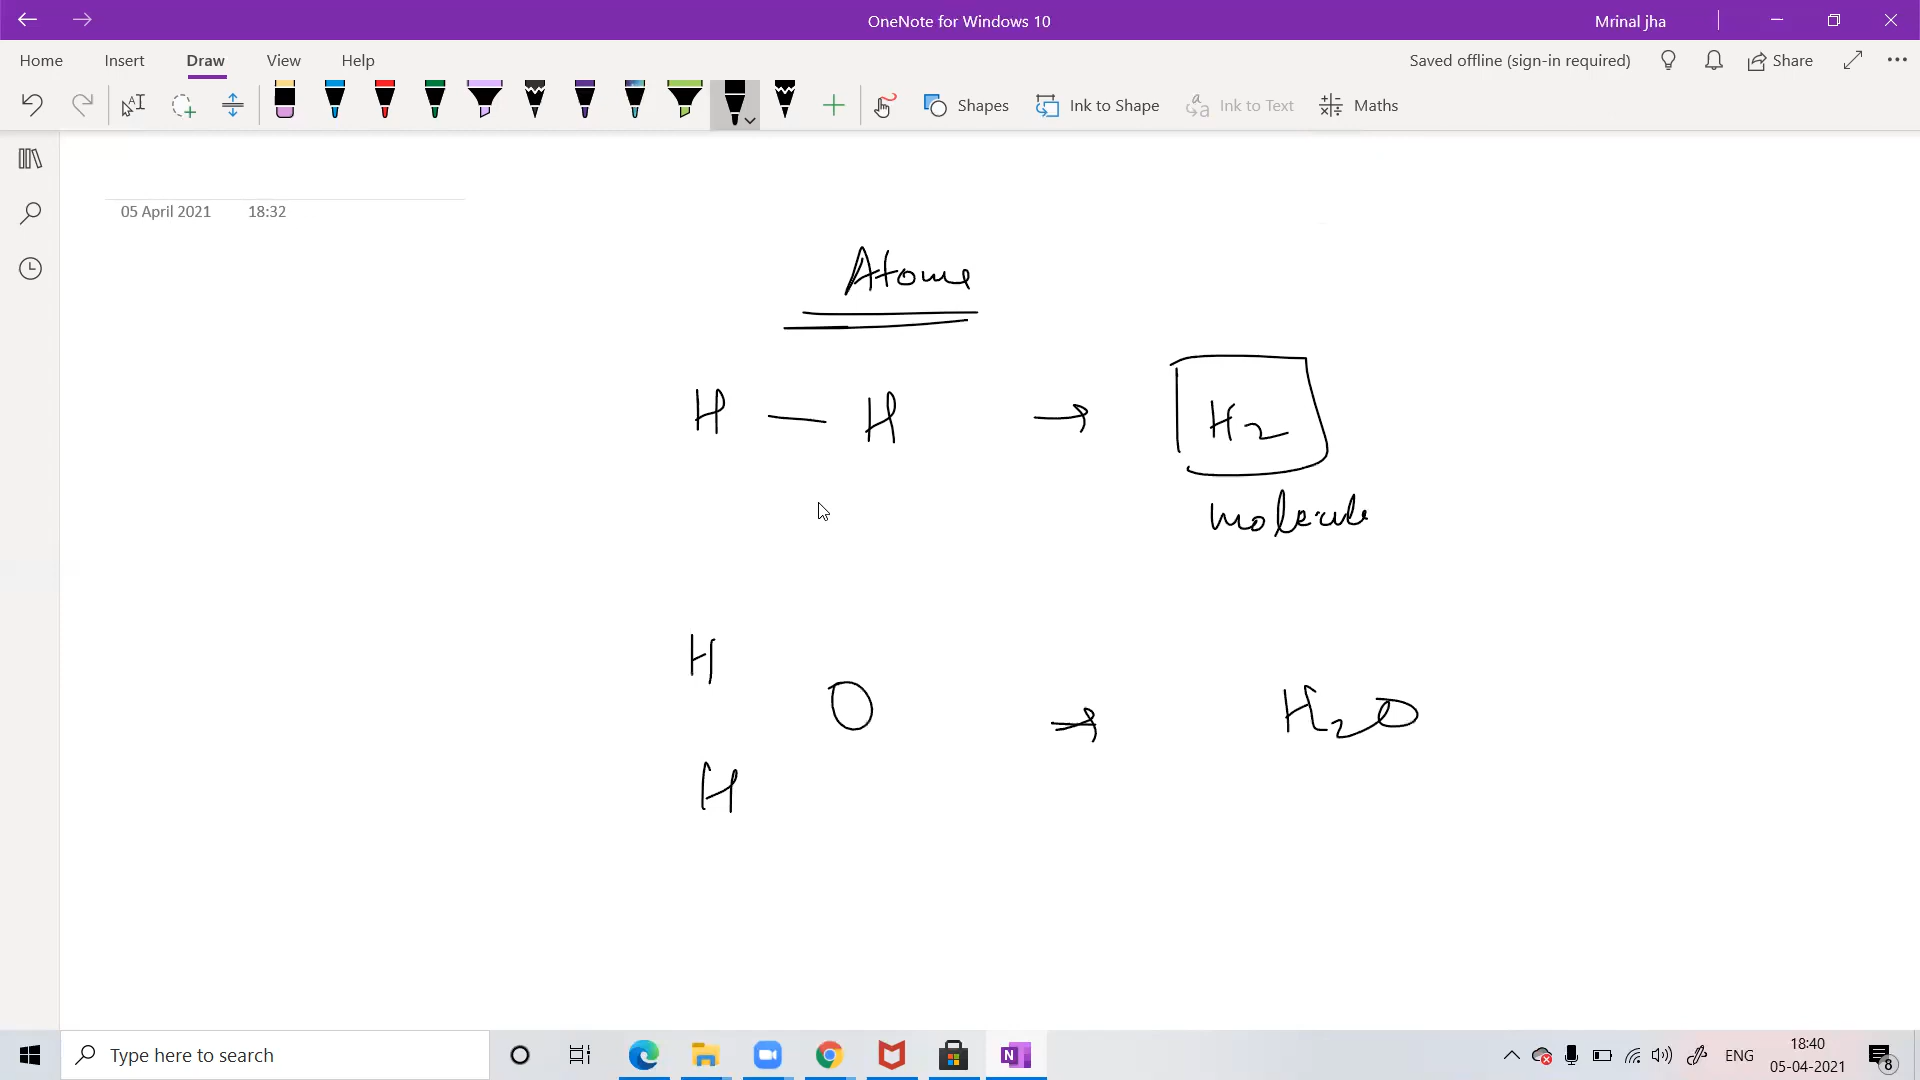 OneNote for Windows 10
Mrinal jha
Home Insert Draw View Help
Saved offline (sign-in required)
Share
Shapes
Ink to Shape
Ink to Text
Maths
05 April 2021 18:32
Atoms
H — H → H2
molecule
H
O → H2O
H
Type here to search
ENG
18:40
05-04-2021
8